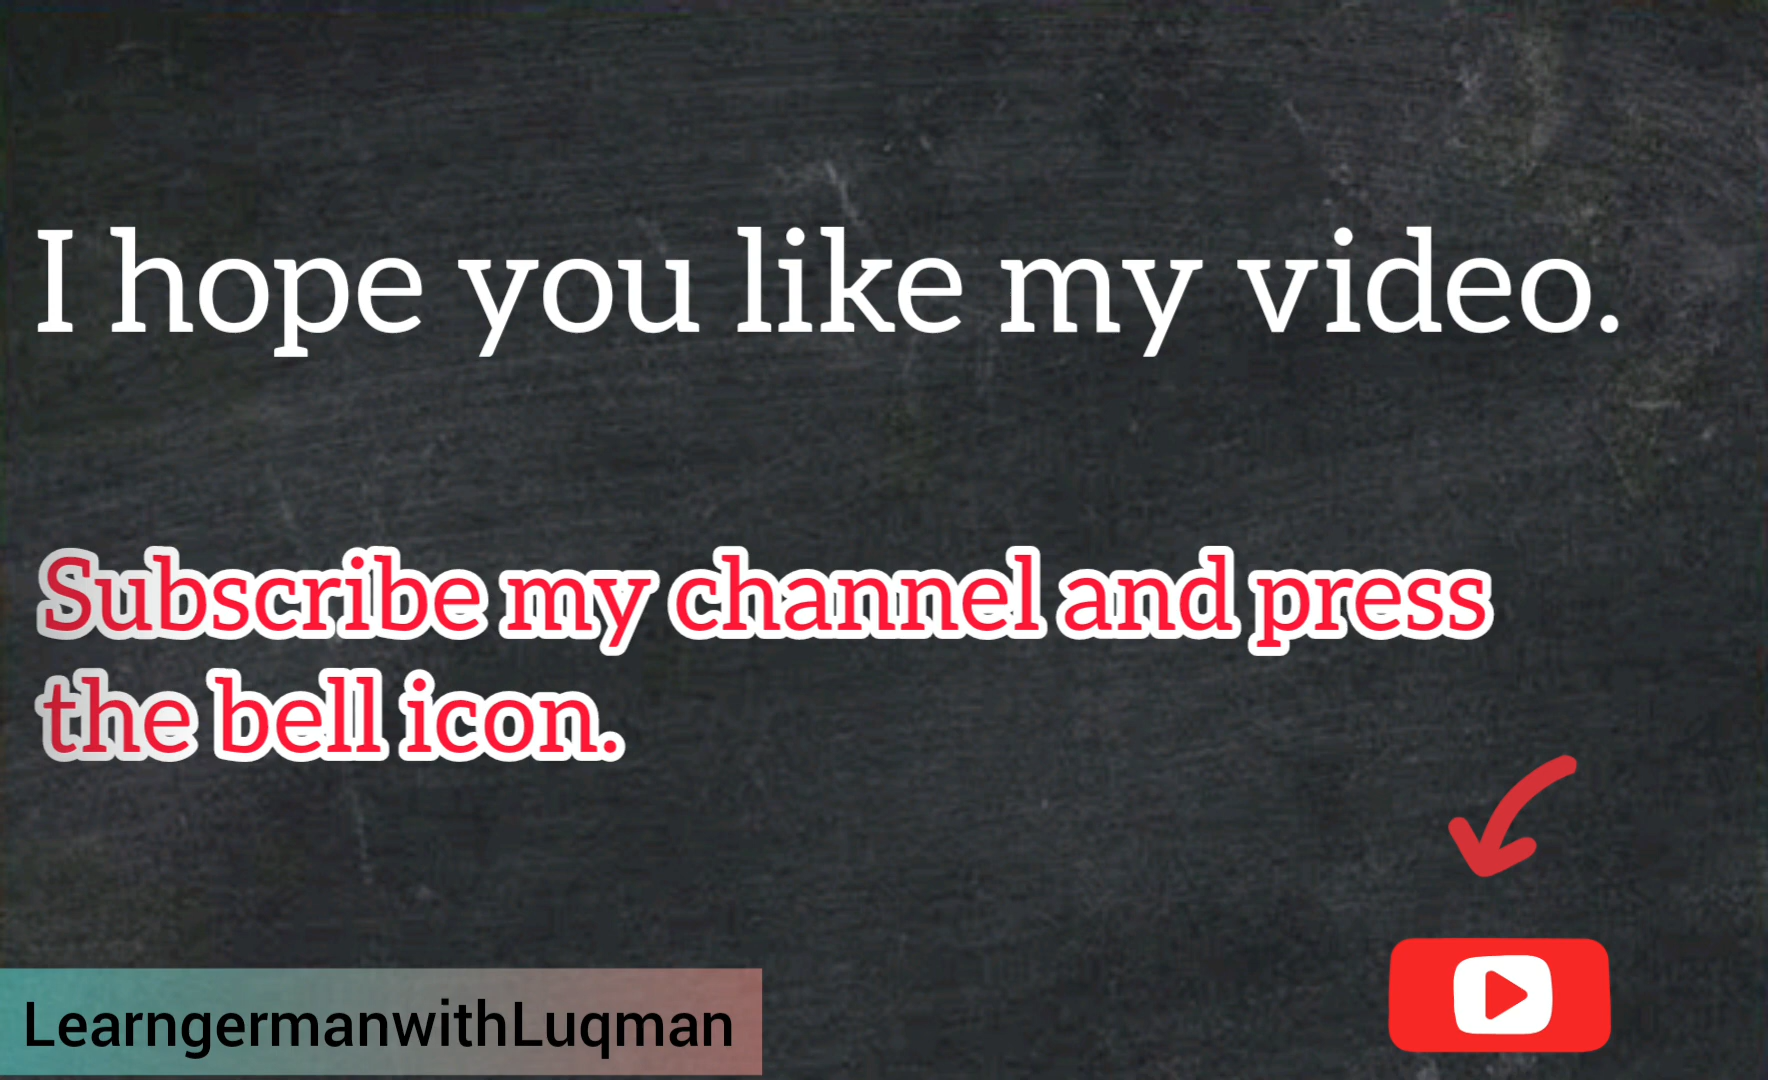 I hope you like my video.
Subscribe my channel and press
the bell icon.
LearngermanwithLuqman